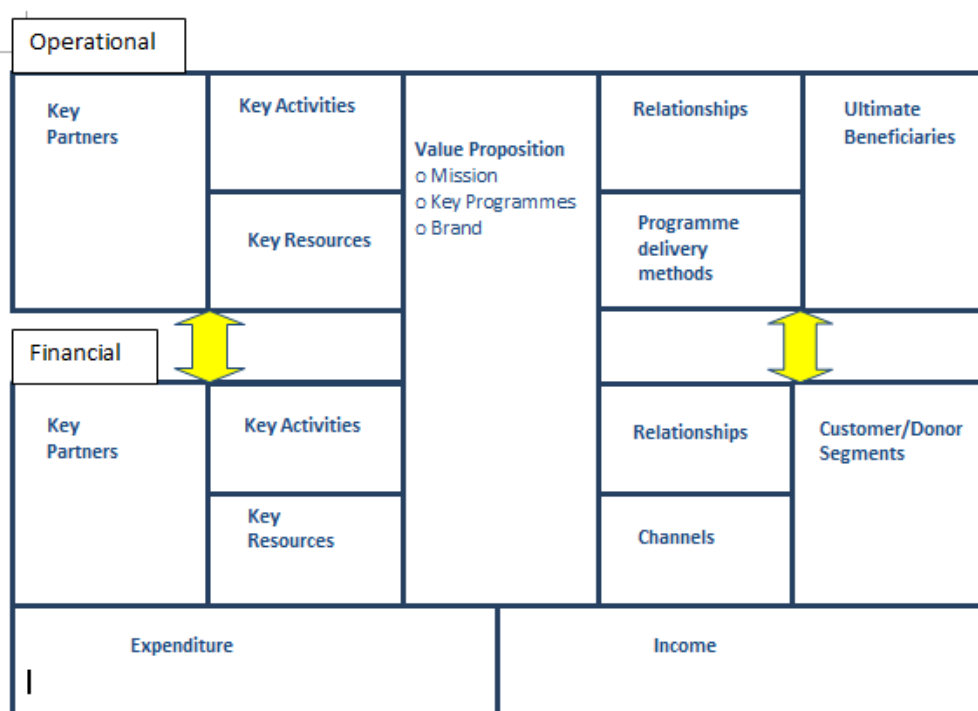 Operational
Key
Partners
Key Activities
Key Resources
Value Proposition
o Mission
o Key Programmes
o Brand
Relationships
Programme
delivery
methods
Ultimate
Beneficiaries
Financial
Key
Partners
Key Activities
Key
Resources
Relationships
Channels
Customer/Donor
Segments
Expenditure
Income